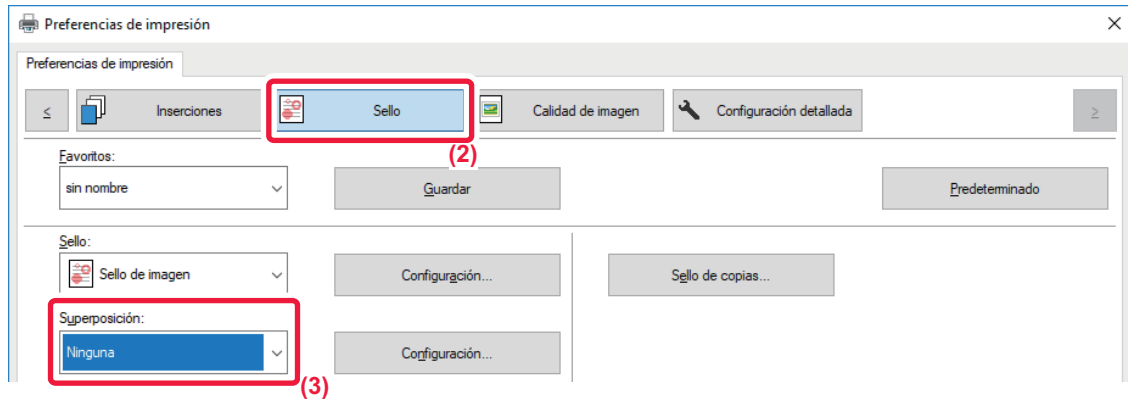 Preferencias de impresión
Preferencias de impresión
< Inserciones Sello Calidad de imagen Configuración detallada >
(2)
Favoritos:
sin nombre Guardar Predeterminado
Sello:
Sello de imagen Configuración... Sello de copias...
Superposición:
Ninguna Configuración...
(3)